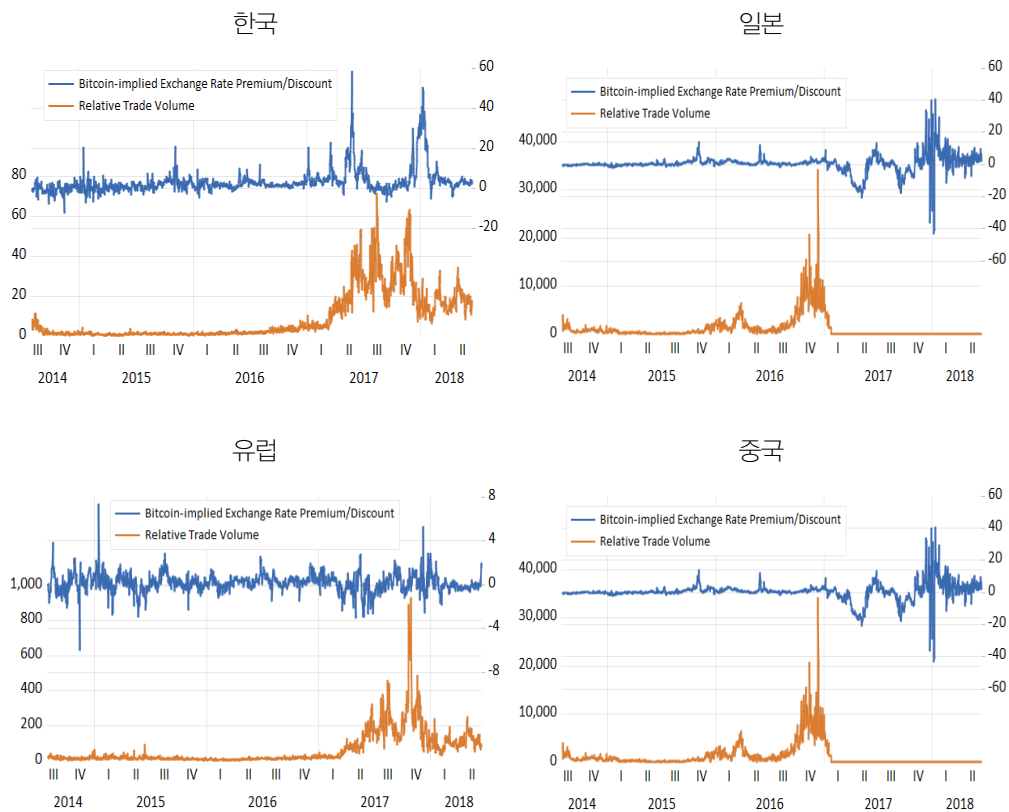 한국
Bitcoin-implied Exchange Rate Premium/Discount
Relative Trade Volume
60
40
20
0
-20
80
60
40
20
0
III IV I II III IV I II III IV I II III IV I II
2014 2015 2016 2017 2018
일본
Bitcoin-implied Exchange Rate Premium/Discount
Relative Trade Volume
60
40
20
0
-20
-40
-60
40,000
30,000
20,000
10,000
0
III IV I II III IV I II III IV I II III IV I II
2014 2015 2016 2017 2018
유럽
Bitcoin-implied Exchange Rate Premium/Discount
Relative Trade Volume
8
4
0
-4
-8
1,000
800
600
400
200
0
III IV I II III IV I II III IV I II III IV I II
2014 2015 2016 2017 2018
중국
Bitcoin-implied Exchange Rate Premium/Discount
Relative Trade Volume
60
40
20
0
-20
-40
-60
40,000
30,000
20,000
10,000
0
III IV I II III IV I II III IV I II III IV I II
2014 2015 2016 2017 2018